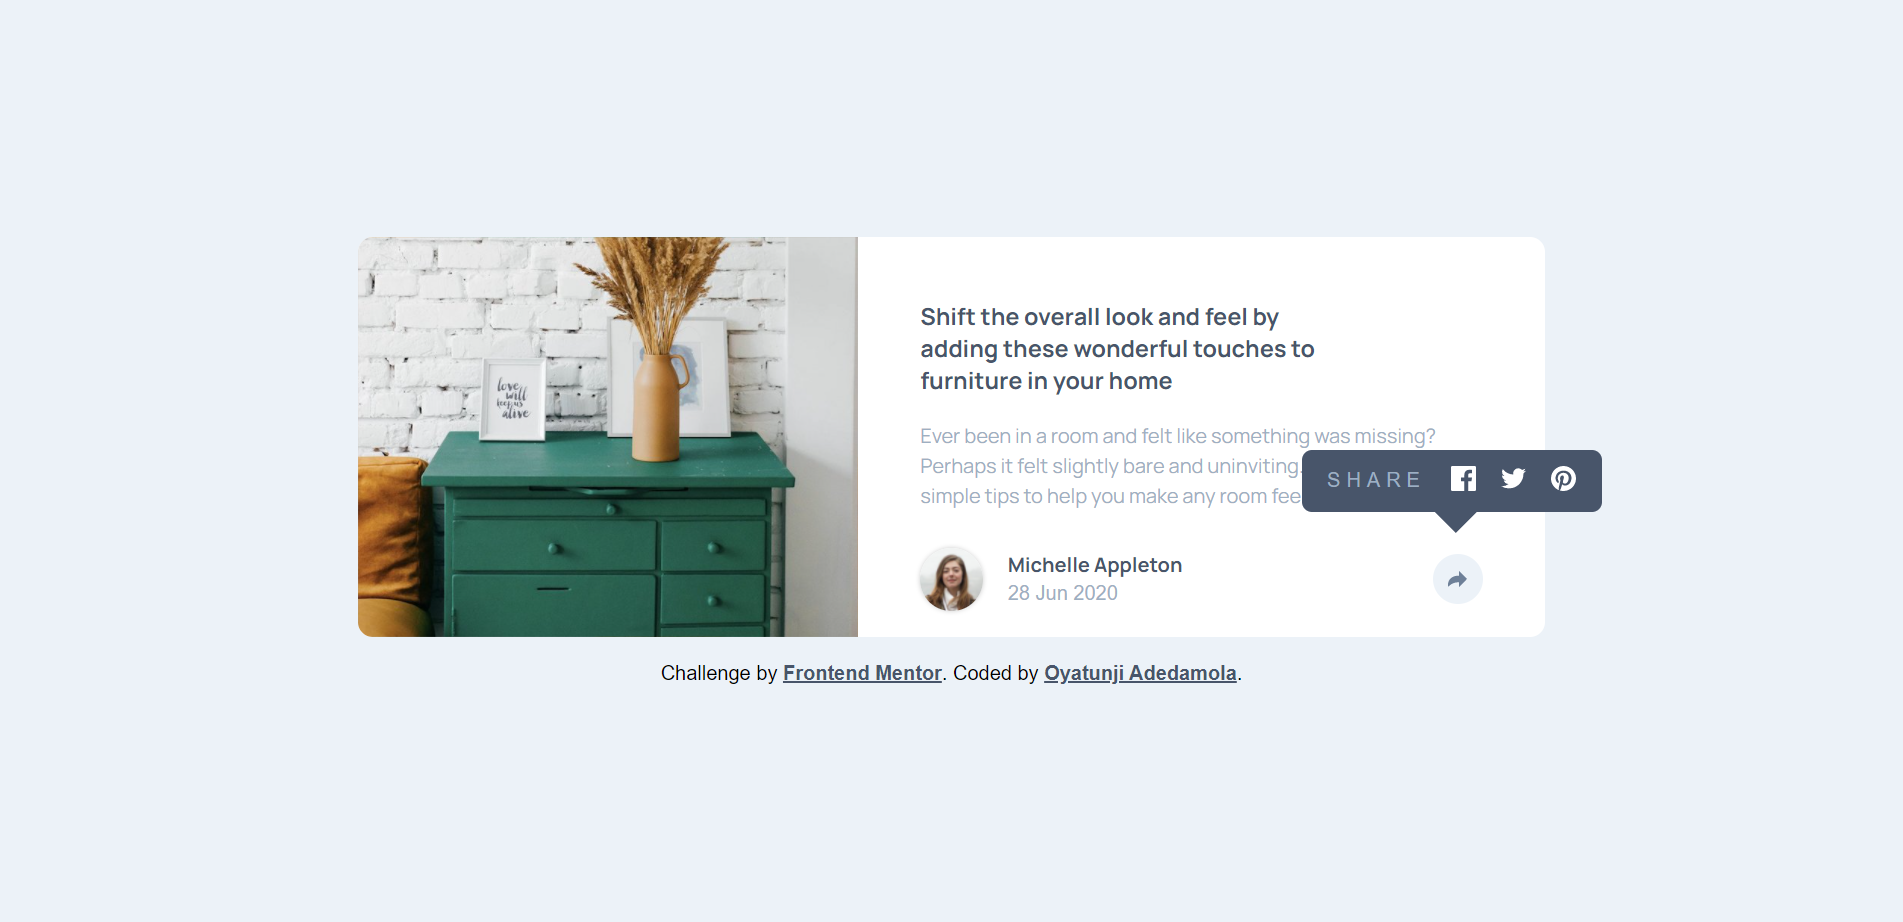 love
will
keep us
alive
Shift the overall look and feel by
adding these wonderful touches to
furniture in your home
Ever been in a room and felt like something was missing?
Perhaps it felt slightly bare and uninviting.
simple tips to help you make any room fee
SHARE
Michelle Appleton
28 Jun 2020
Challenge by Frontend Mentor. Coded by Oyatunji Adedamola.